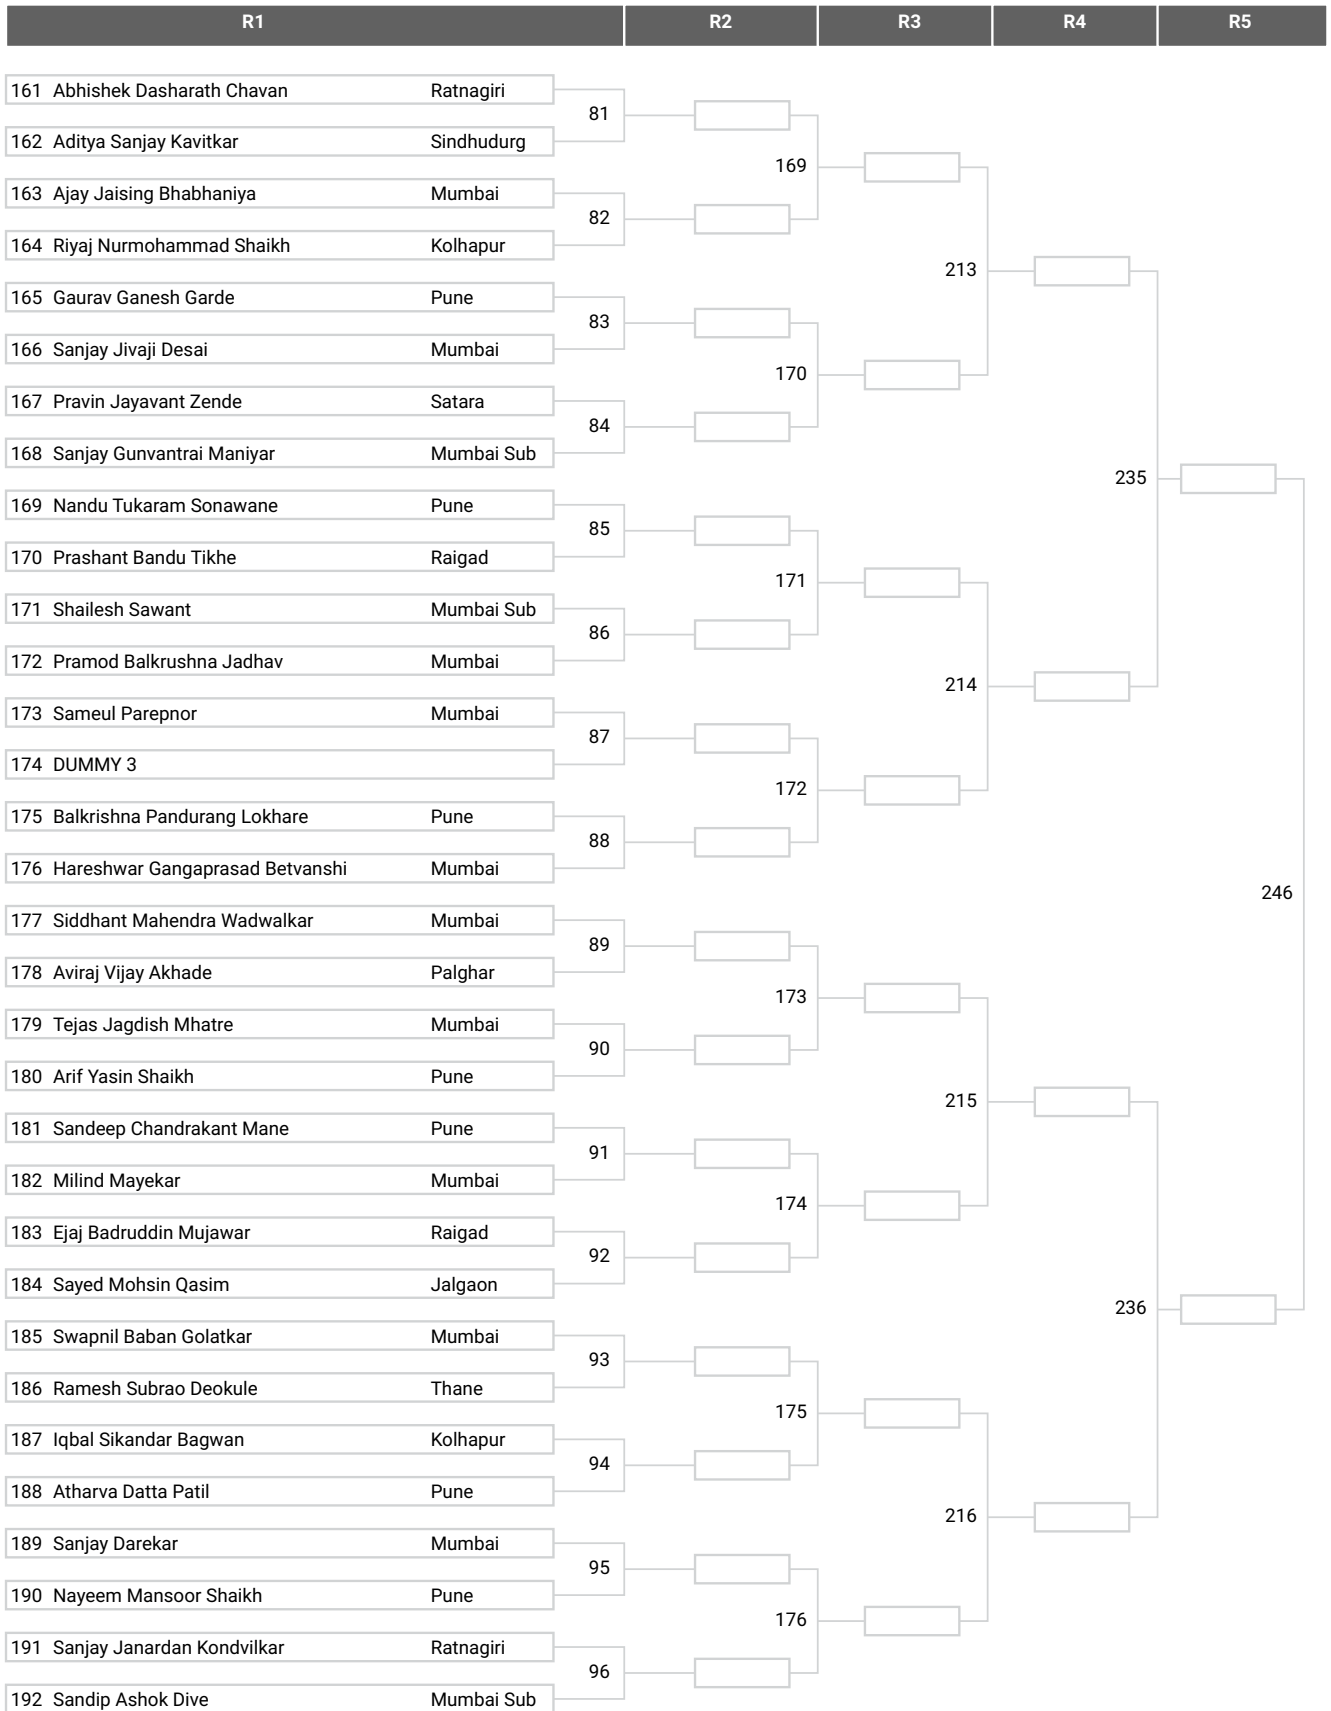 R1 R2 R3 R4 R5
161 Abhishek Dasharath Chavan Ratnagiri
81
162 Aditya Sanjay Kavitkar Sindhudurg
169
163 Ajay Jaising Bhabhaniya Mumbai
82
164 Riyaj Nurmohammad Shaikh Kolhapur
213
165 Gaurav Ganesh Garde Pune
83
166 Sanjay Jivaji Desai Mumbai
170
167 Pravin Jayavant Zende Satara
84
168 Sanjay Gunvantrai Maniyar Mumbai Sub
235
169 Nandu Tukaram Sonawane Pune
85
170 Prashant Bandu Tikhe Raigad
171
171 Shailesh Sawant Mumbai Sub
86
172 Pramod Balkrushna Jadhav Mumbai
214
173 Sameul Parepnor Mumbai
87
174 DUMMY 3
172
175 Balkrishna Pandurang Lokhare Pune
88
176 Hareshwar Gangaprasad Betvanshi Mumbai
246
177 Siddhant Mahendra Wadwalkar Mumbai
89
178 Aviraj Vijay Akhade Palghar
173
179 Tejas Jagdish Mhatre Mumbai
90
180 Arif Yasin Shaikh Pune
215
181 Sandeep Chandrakant Mane Pune
91
182 Milind Mayekar Mumbai
174
183 Ejaj Badruddin Mujawar Raigad
92
184 Sayed Mohsin Qasim Jalgaon
236
185 Swapnil Baban Golatkar Mumbai
93
186 Ramesh Subrao Deokule Thane
175
187 Iqbal Sikandar Bagwan Kolhapur
94
188 Atharva Datta Patil Pune
216
189 Sanjay Darekar Mumbai
95
190 Nayeem Mansoor Shaikh Pune
176
191 Sanjay Janardan Kondvilkar Ratnagiri
96
192 Sandip Ashok Dive Mumbai Sub